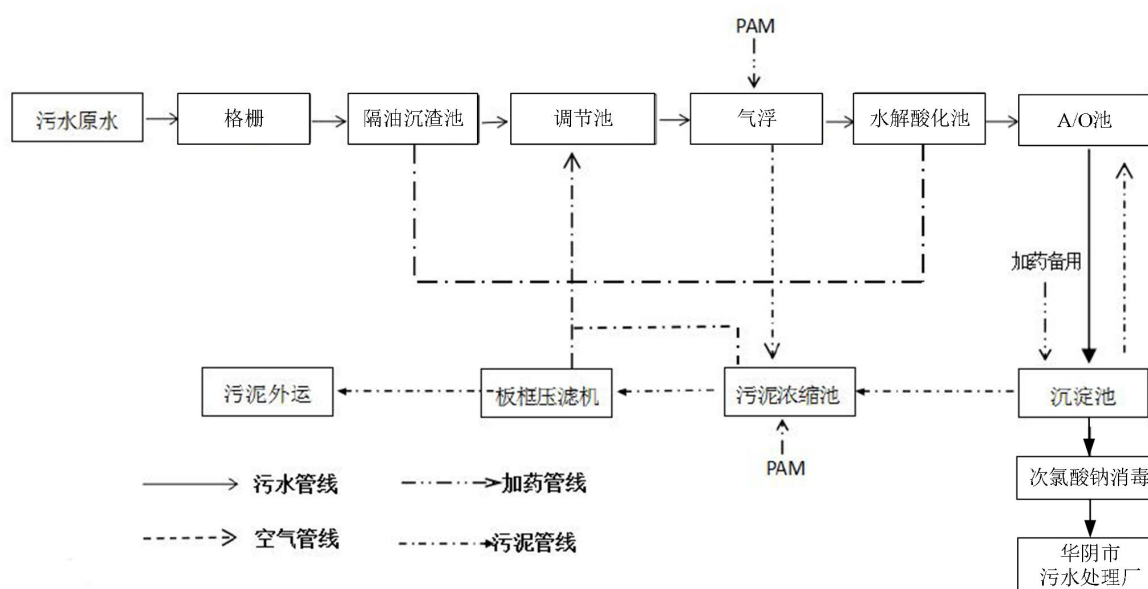 PAM
污水原水
格栅
隔油沉渣池
调节池
气浮
水解酸化池
A/O池
加药备用
污泥外运
板框压滤机
污泥浓缩池
沉淀池
PAM
污水管线
加药管线
次氯酸钠消毒
空气管线
污泥管线
华阴市
污水处理厂